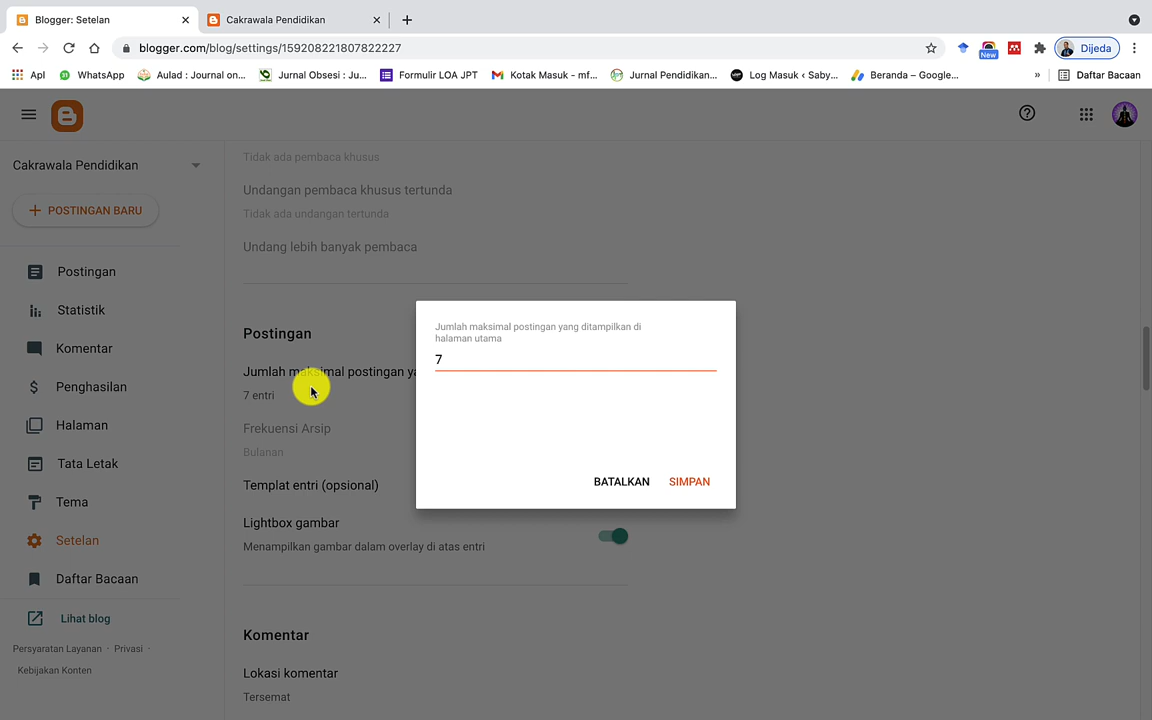 Blogger: Setelan
Cakrawala Pendidikan
blogger.com/blog/settings/159208221807822227
New
Dijeda
Apl
WhatsApp
Aulad : Journal on...
Jurnal Obsesi : Ju...
Formulir LOA JPT
Kotak Masuk - mf...
Jurnal Pendidikan...
Log Masuk ‹ Saby...
Beranda – Google...
»
Daftar Bacaan
Cakrawala Pendidikan
+ POSTINGAN BARU
Postingan
Statistik
Komentar
Penghasilan
Halaman
Tata Letak
Tema
Setelan
Daftar Bacaan
Lihat blog
Persyaratan Layanan · Privasi ·
Kebijakan Konten
Tidak ada pembaca khusus
Undangan pembaca khusus tertunda
Tidak ada undangan tertunda
Undang lebih banyak pembaca
Postingan
Jumlah maksimal postingan ya
7 entri
Frekuensi Arsip
Bulanan
Templat entri (opsional)
Lightbox gambar
Menampilkan gambar dalam overlay di atas entri
Komentar
Lokasi komentar
Tersemat
Jumlah maksimal postingan yang ditampilkan di
halaman utama
7
BATALKAN
SIMPAN